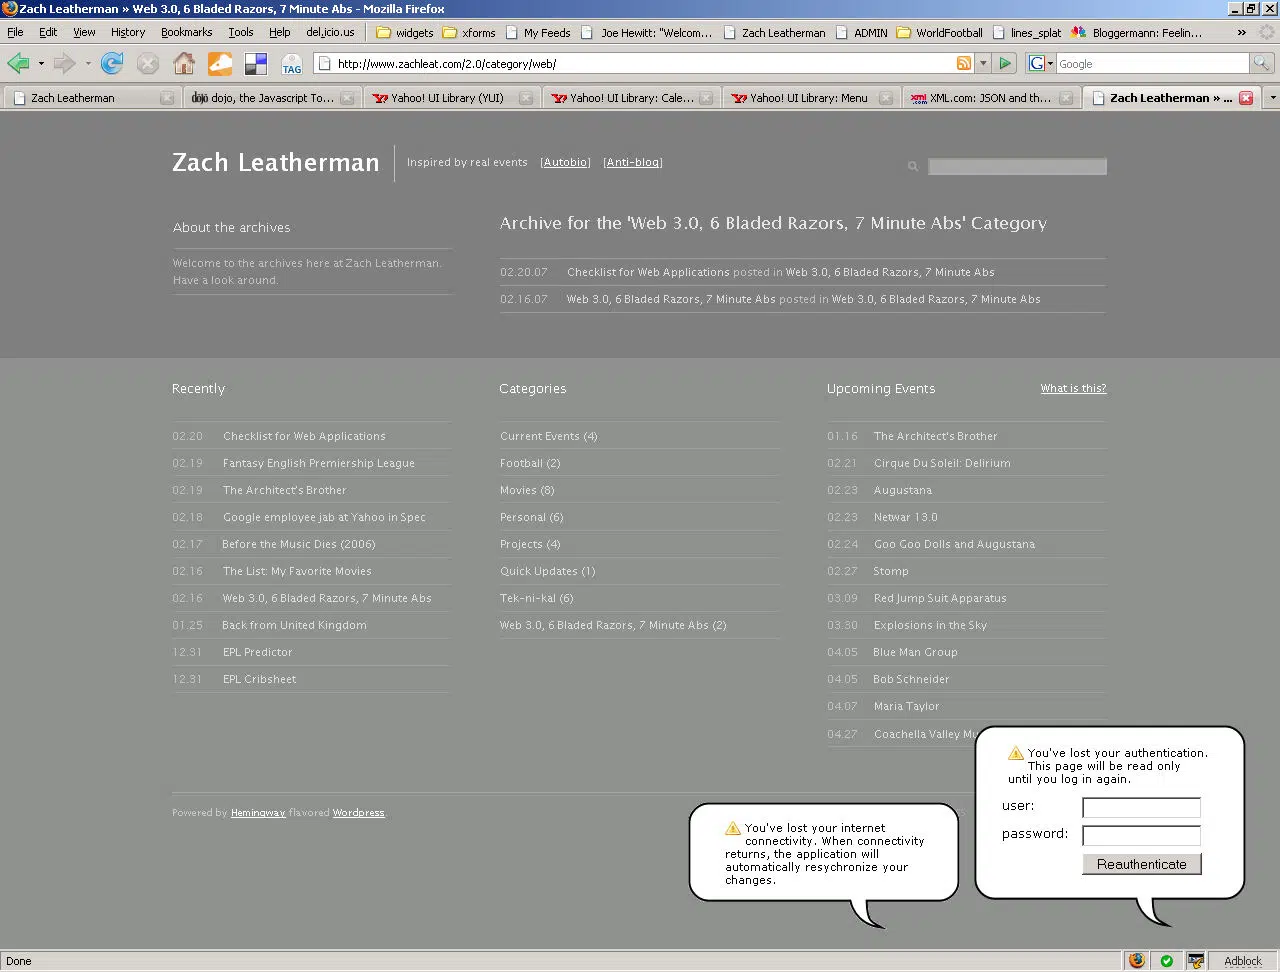 Zach Leatherman » Web 3.0, 6 Bladed Razors, 7 Minute Abs - Mozilla Firefox
File Edit View History Bookmarks Tools Help del.icio.us widgets xforms My Feeds Joe Hewitt: "Welcom... Zach Leatherman ADMIN WorldFootball lines_splat Bloggermann: Feelin... »
TAG http://www.zachleat.com/2.0/category/web/ G Google
Zach Leatherman dojo dojo, the Javascript To... Yahoo! UI Library (YUI) Yahoo! UI Library: Cale... Yahoo! UI Library: Menu xml.com XML.com: JSON and th... Zach Leatherman » ...
Zach Leatherman Inspired by real events [Autobio] [Anti-blog]
About the archives
Welcome to the archives here at Zach Leatherman.
Have a look around.
Archive for the 'Web 3.0, 6 Bladed Razors, 7 Minute Abs' Category
02.20.07 Checklist for Web Applications posted in Web 3.0, 6 Bladed Razors, 7 Minute Abs
02.16.07 Web 3.0, 6 Bladed Razors, 7 Minute Abs posted in Web 3.0, 6 Bladed Razors, 7 Minute Abs
Recently
02.20 Checklist for Web Applications
02.19 Fantasy English Premiership League
02.19 The Architect's Brother
02.18 Google employee jab at Yahoo in Spec
02.17 Before the Music Dies (2006)
02.16 The List: My Favorite Movies
02.16 Web 3.0, 6 Bladed Razors, 7 Minute Abs
01.25 Back from United Kingdom
12.31 EPL Predictor
12.31 EPL Cribsheet
Categories
Current Events (4)
Football (2)
Movies (8)
Personal (6)
Projects (4)
Quick Updates (1)
Tek-ni-kal (6)
Web 3.0, 6 Bladed Razors, 7 Minute Abs (2)
Upcoming Events What is this?
01.16 The Architect's Brother
02.21 Cirque Du Soleil: Delirium
02.23 Augustana
02.23 Netwar 13.0
02.24 Goo Goo Dolls and Augustana
02.27 Stomp
03.09 Red Jump Suit Apparatus
03.30 Explosions in the Sky
04.05 Blue Man Group
04.05 Bob Schneider
04.07 Maria Taylor
04.27 Coachella Valley Mu
Powered by Hemingway flavored Wordpress.
You've lost your internet
connectivity. When connectivity
returns, the application will
automatically resychronize your
changes.
You've lost your authentication.
This page will be read only
until you log in again.
user:
password:
Reauthenticate
Done Adblock